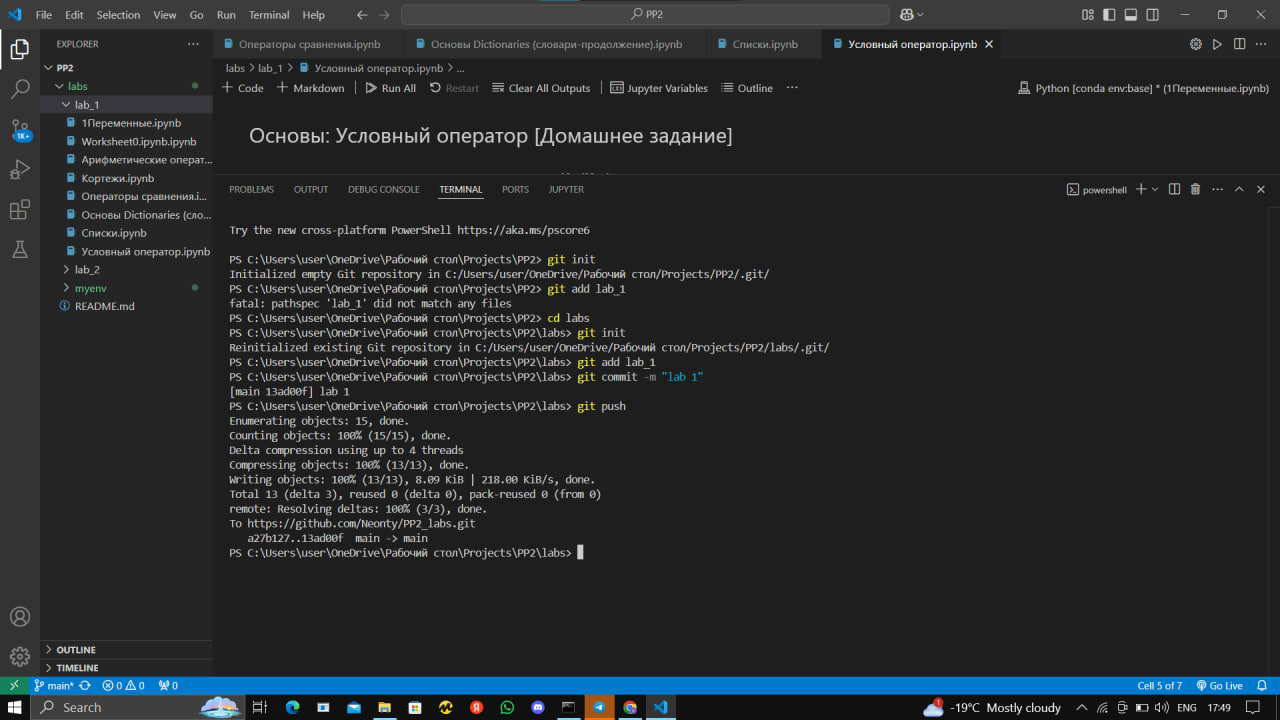 File Edit Selection View Go Run Terminal Help
PP2
EXPLORER
Операторы сравнения.ipynb
Основы Dictionaries (словари-продолжение).ipynb
Списки.ipynb
Условный оператор.ipynb
PP2
labs
lab_1
1Переменные.ipynb
Worksheet0.ipynb.ipynb
Арифметические операт...
Кортежи.ipynb
Операторы сравнения.i...
Основы Dictionaries (сло...
Списки.ipynb
Условный оператор.ipynb
lab_2
myenv
README.md
1K+
labs > lab_1 > Условный оператор.ipynb > ...
+ Code + Markdown Run All Restart Clear All Outputs Jupyter Variables Outline ...
Python [conda env:base] * (1Переменные.ipynb)
Основы: Условный оператор [Домашнее задание]
PROBLEMS OUTPUT DEBUG CONSOLE TERMINAL PORTS JUPYTER
powershell
Try the new cross-platform PowerShell https://aka.ms/pscore6
PS C:\Users\user\OneDrive\Рабочий стол\Projects\PP2> git init
Initialized empty Git repository in C:/Users/user/OneDrive/Рабочий стол/Projects/PP2/.git/
PS C:\Users\user\OneDrive\Рабочий стол\Projects\PP2> git add lab_1
fatal: pathspec 'lab_1' did not match any files
PS C:\Users\user\OneDrive\Рабочий стол\Projects\PP2> cd labs
PS C:\Users\user\OneDrive\Рабочий стол\Projects\PP2\labs> git init
Reinitialized existing Git repository in C:/Users/user/OneDrive/Рабочий стол/Projects/PP2/labs/.git/
PS C:\Users\user\OneDrive\Рабочий стол\Projects\PP2\labs> git add lab_1
PS C:\Users\user\OneDrive\Рабочий стол\Projects\PP2\labs> git commit -m "lab 1"
[main 13ad00f] lab 1
PS C:\Users\user\OneDrive\Рабочий стол\Projects\PP2\labs> git push
Enumerating objects: 15, done.
Counting objects: 100% (15/15), done.
Delta compression using up to 4 threads
Compressing objects: 100% (13/13), done.
Writing objects: 100% (13/13), 8.09 KiB | 218.00 KiB/s, done.
Total 13 (delta 3), reused 0 (delta 0), pack-reused 0 (from 0)
remote: Resolving deltas: 100% (3/3), done.
To https://github.com/Neonty/PP2_labs.git
a27b127..13ad00f main -> main
PS C:\Users\user\OneDrive\Рабочий стол\Projects\PP2\labs>
OUTLINE
TIMELINE
main* 0 0 0
Cell 5 of 7 Go Live
Search
1 -19°C Mostly cloudy ENG 17:49